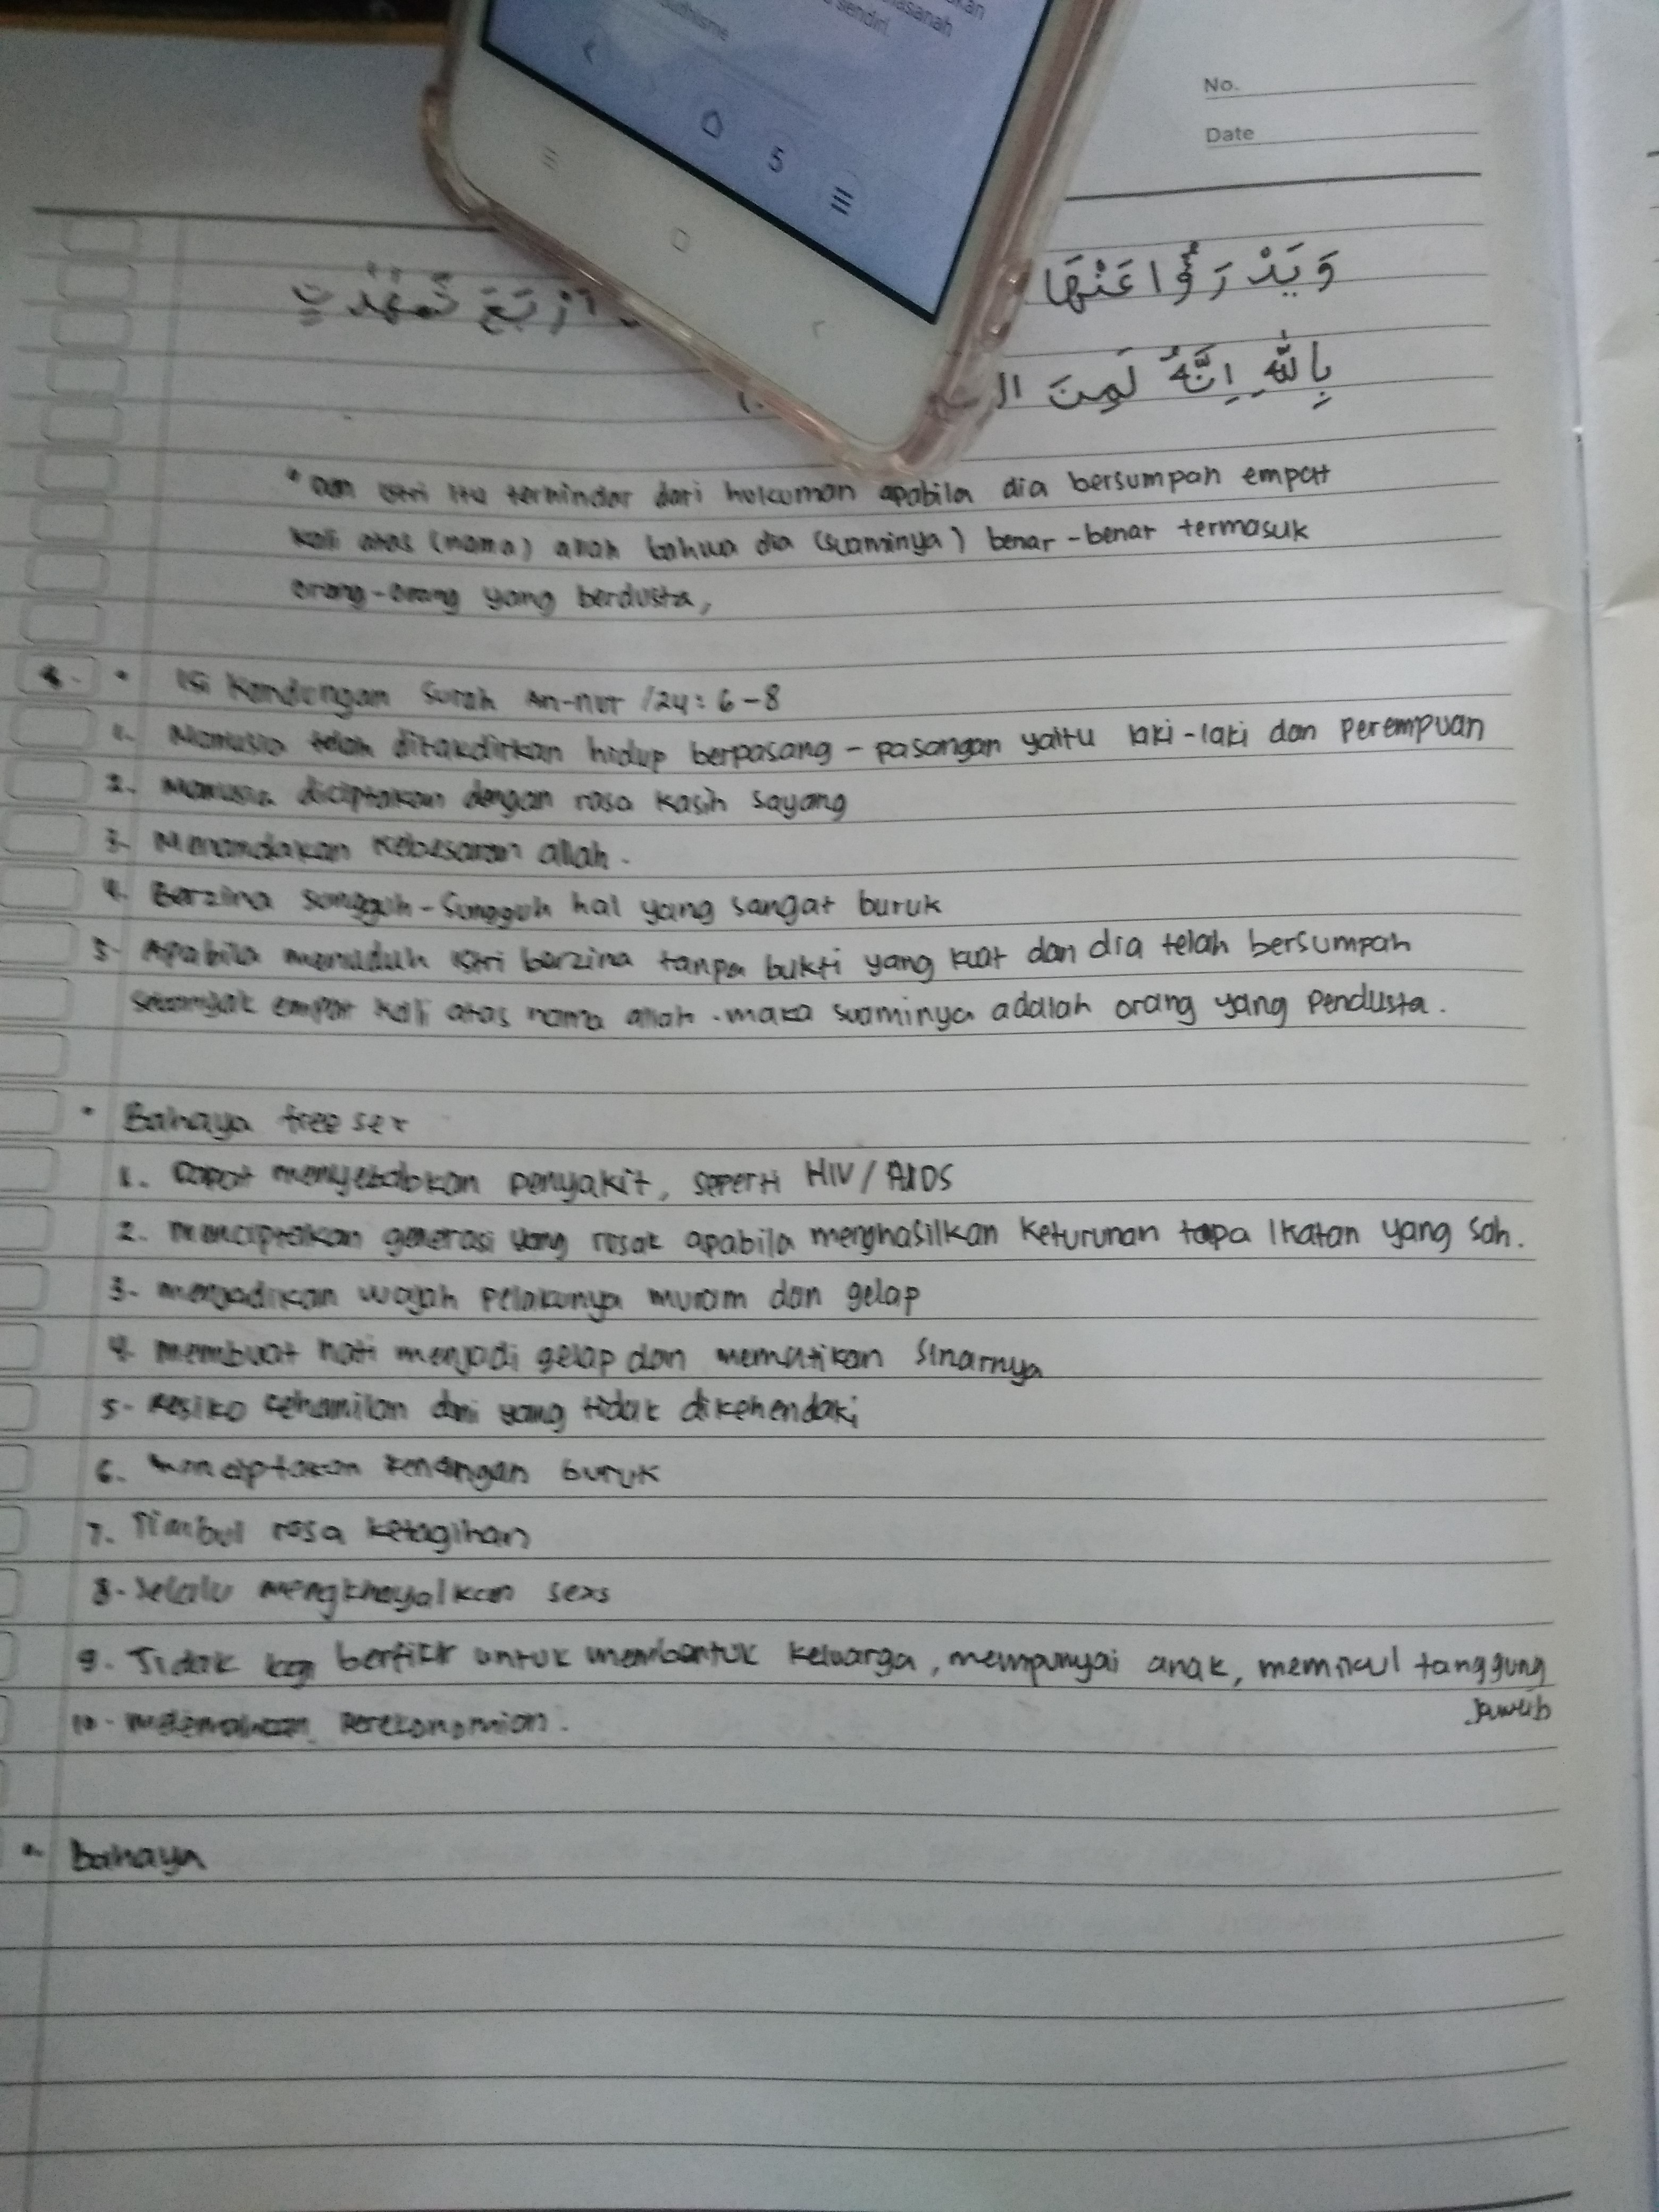 kan
asanah
sendiri
udhisme
5
No.
Date
وَيَدْرَؤُا عَنْهَا اَرْبَعَ شَهٰدٰتٍ
بِاللّٰهِ اِنَّهُ لَمِنَ ال
"Dan istri itu terhindar dari hukuman apabila dia bersumpah empat
kali atas (nama) allah bahwa dia (suaminya) benar-benar termasuk
orang-orang yang berdusta,
• Isi Kandungan Surah An-nur /24: 6-8
1. Manusia telah ditakdirkan hidup berpasang-pasangan yaitu laki-laki dan perempuan
2. Manusia diciptakan dengan rasa kasih sayang
3. Menandakan Kebesaran allah.
4. Berzina sungguh-sungguh hal yang sangat buruk
5. Apabila menuduh istri berzina tanpa bukti yang kuat dan dia telah bersumpah
sebanyak empat kali atas nama allah. maka suaminya adalah orang yang pendusta.
• Bahaya free sex
1. Dapat menyebabkan penyakit, seperti HIV/AIDS
2. menciptakan generasi yang rusak apabila menghasilkan keturunan tapa ikatan yang sah.
3. menjadikan wajah pelakunya muram dan gelap
4. membuat hati menjadi gelap dan mematikan sinarnya
5. Resiko kehamilan dari yang tidak dikehendaki
6. menciptakan kenangan buruk
7. Timbul rasa ketagihan
8. Selalu mengkhayalkan sexs
9. Tidak berfikir untuk membentuk keluarga, mempunyai anak, memikul tanggung
jawab
10. melemahkan perekonomian.
• Bahaya